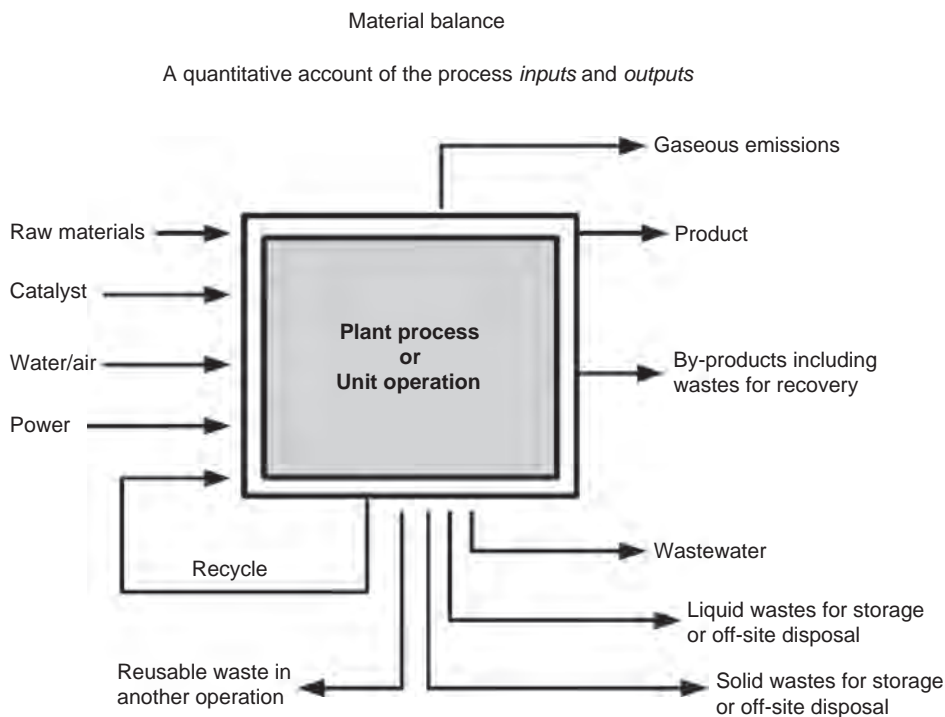 Material balance
A quantitative account of the process inputs and outputs
Gaseous emissions
Raw materials
Product
Catalyst
Plant process
or
Unit operation
Water/air
By-products including
wastes for recovery
Power
Recycle
Wastewater
Liquid wastes for storage
or off-site disposal
Reusable waste in
another operation
Solid wastes for storage
or off-site disposal